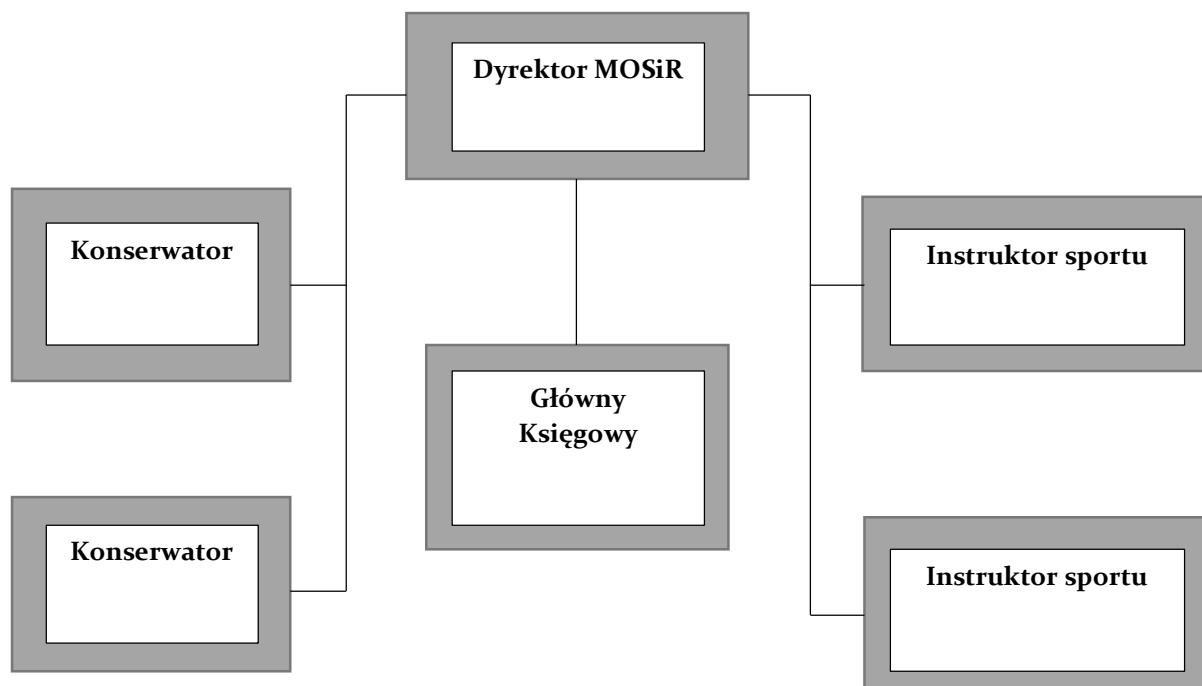 Dyrektor MOSiR
Konserwator
Instruktor sportu
Główny
Księgowy
Konserwator
Instruktor sportu